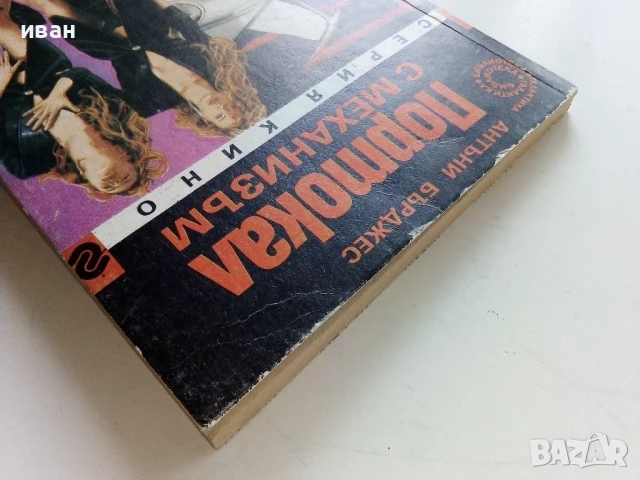 иван
АНТЪНИ БЪРДЖЕС
Портокал
С МЕХАНИЗЪМ
СЕРИЯ КИНО
BAZAR